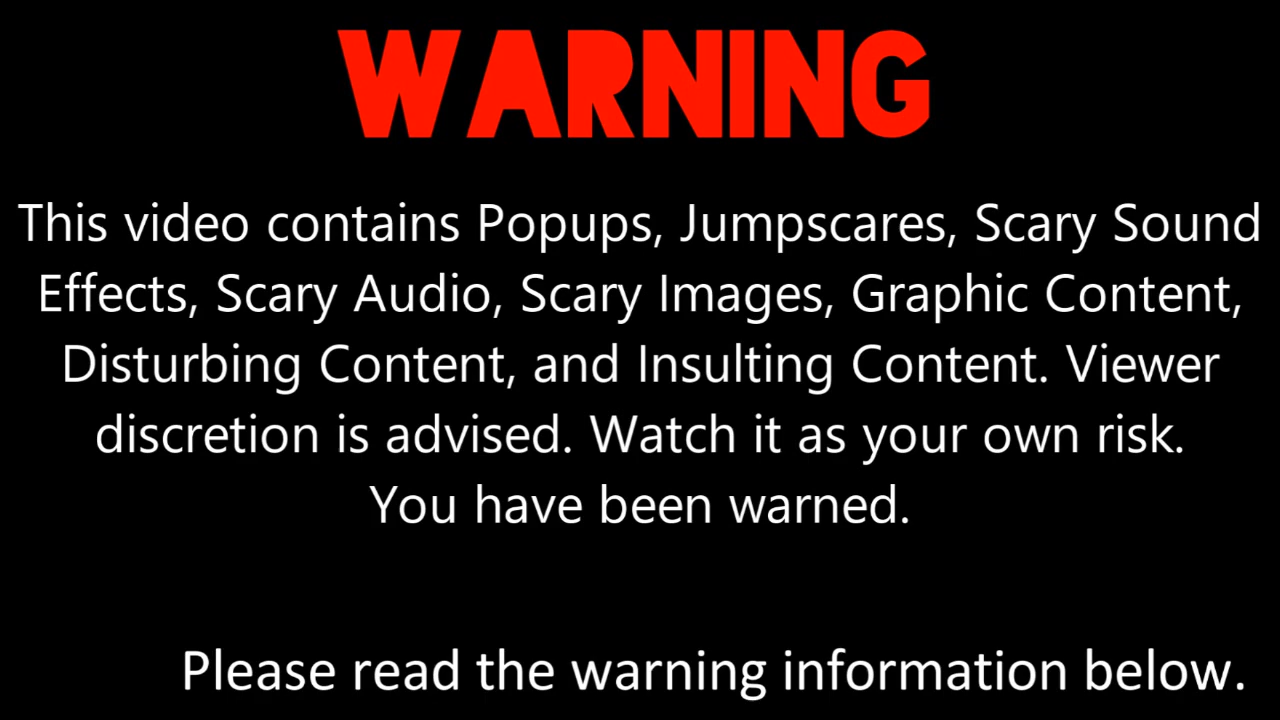 WARNING
This video contains Popups, Jumpscares, Scary Sound
Effects, Scary Audio, Scary Images, Graphic Content,
Disturbing Content, and Insulting Content. Viewer
discretion is advised. Watch it as your own risk.
You have been warned.
Please read the warning information below.